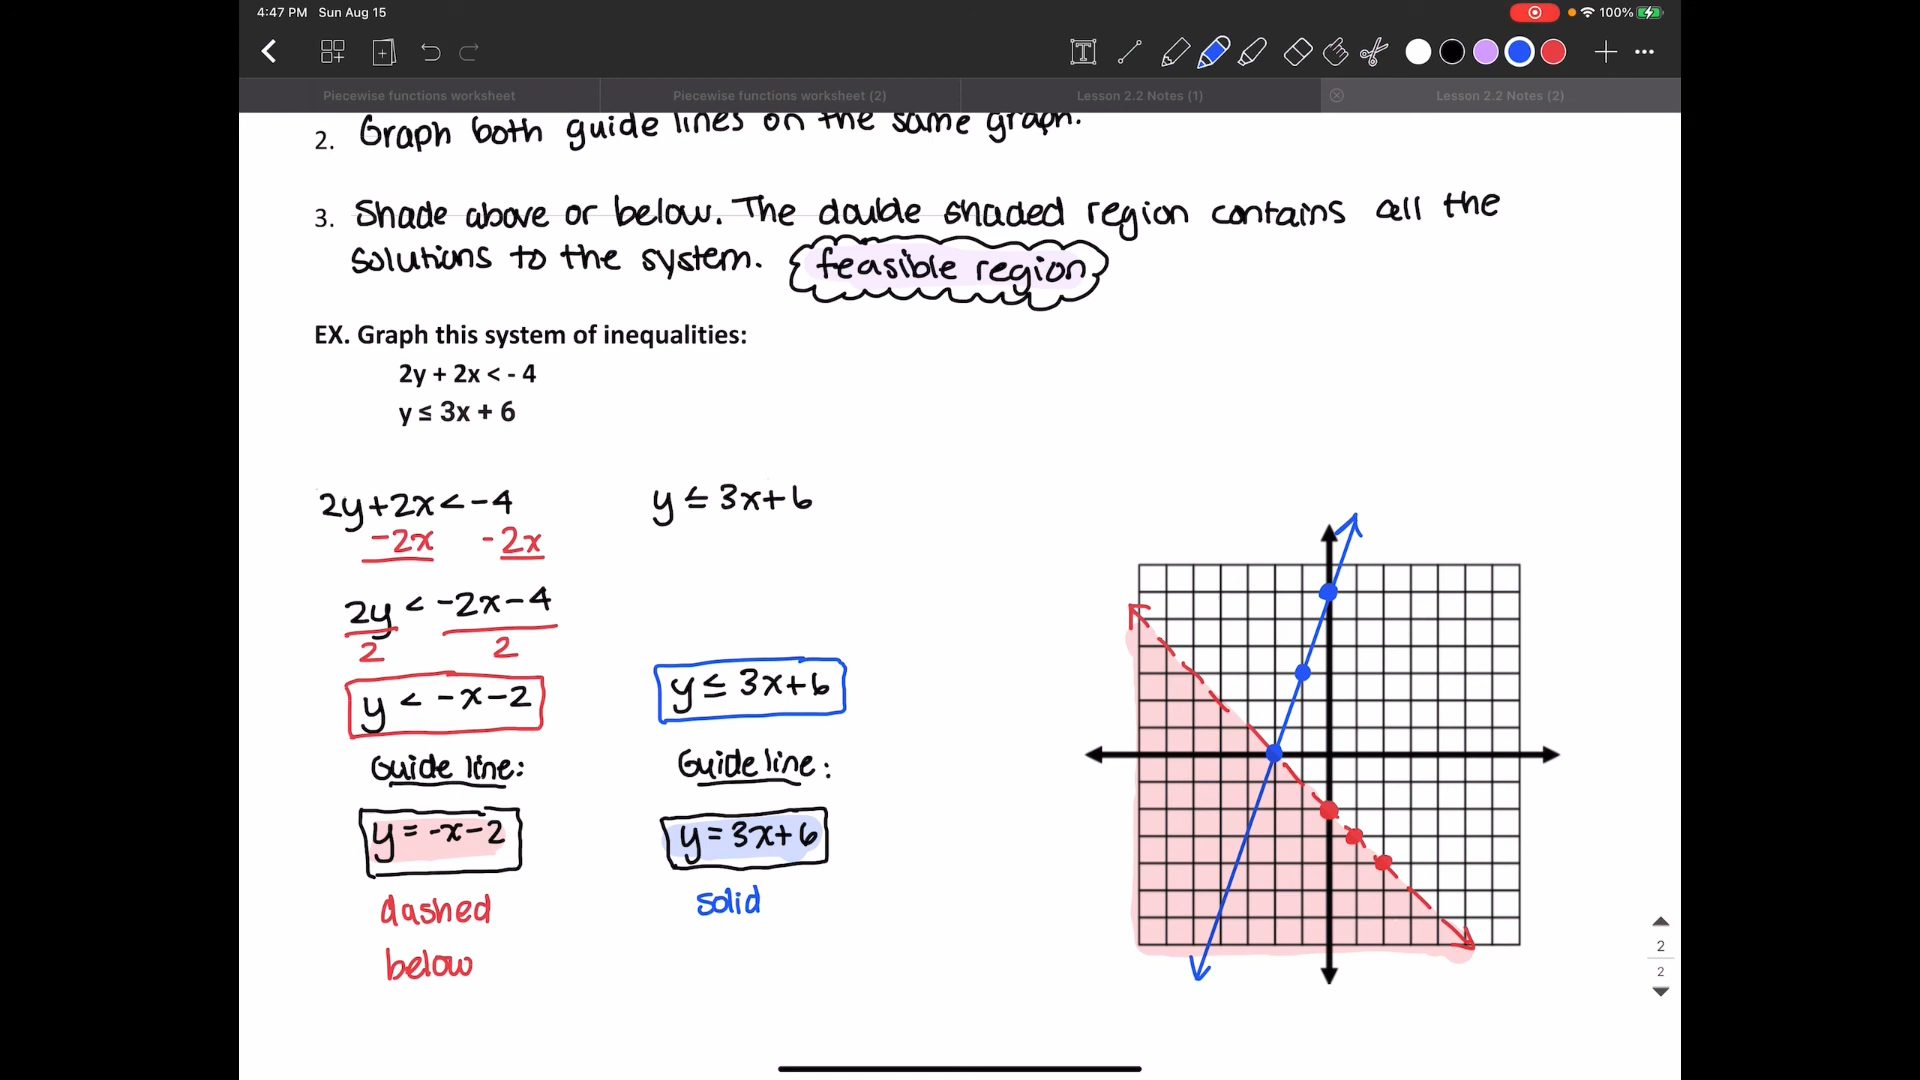 4:47 PM Sun Aug 15
100%
Piecewise functions worksheet
Piecewise functions worksheet (2)
Lesson 2.2 Notes (1)
Lesson 2.2 Notes (2)
2. Graph both guide lines on the same graph.
3. Shade above or below. The double shaded region contains all the
solutions to the system. feasible region
EX. Graph this system of inequalities:
2y + 2x < - 4
y ≤ 3x + 6
2y+2x < -4
-2x -2x
2y < -2x-4
2 2
y < -x-2
Guide line:
y = -x-2
dashed
below
y ≤ 3x+6
y ≤ 3x+6
Guide line:
y = 3x+6
solid
2
2